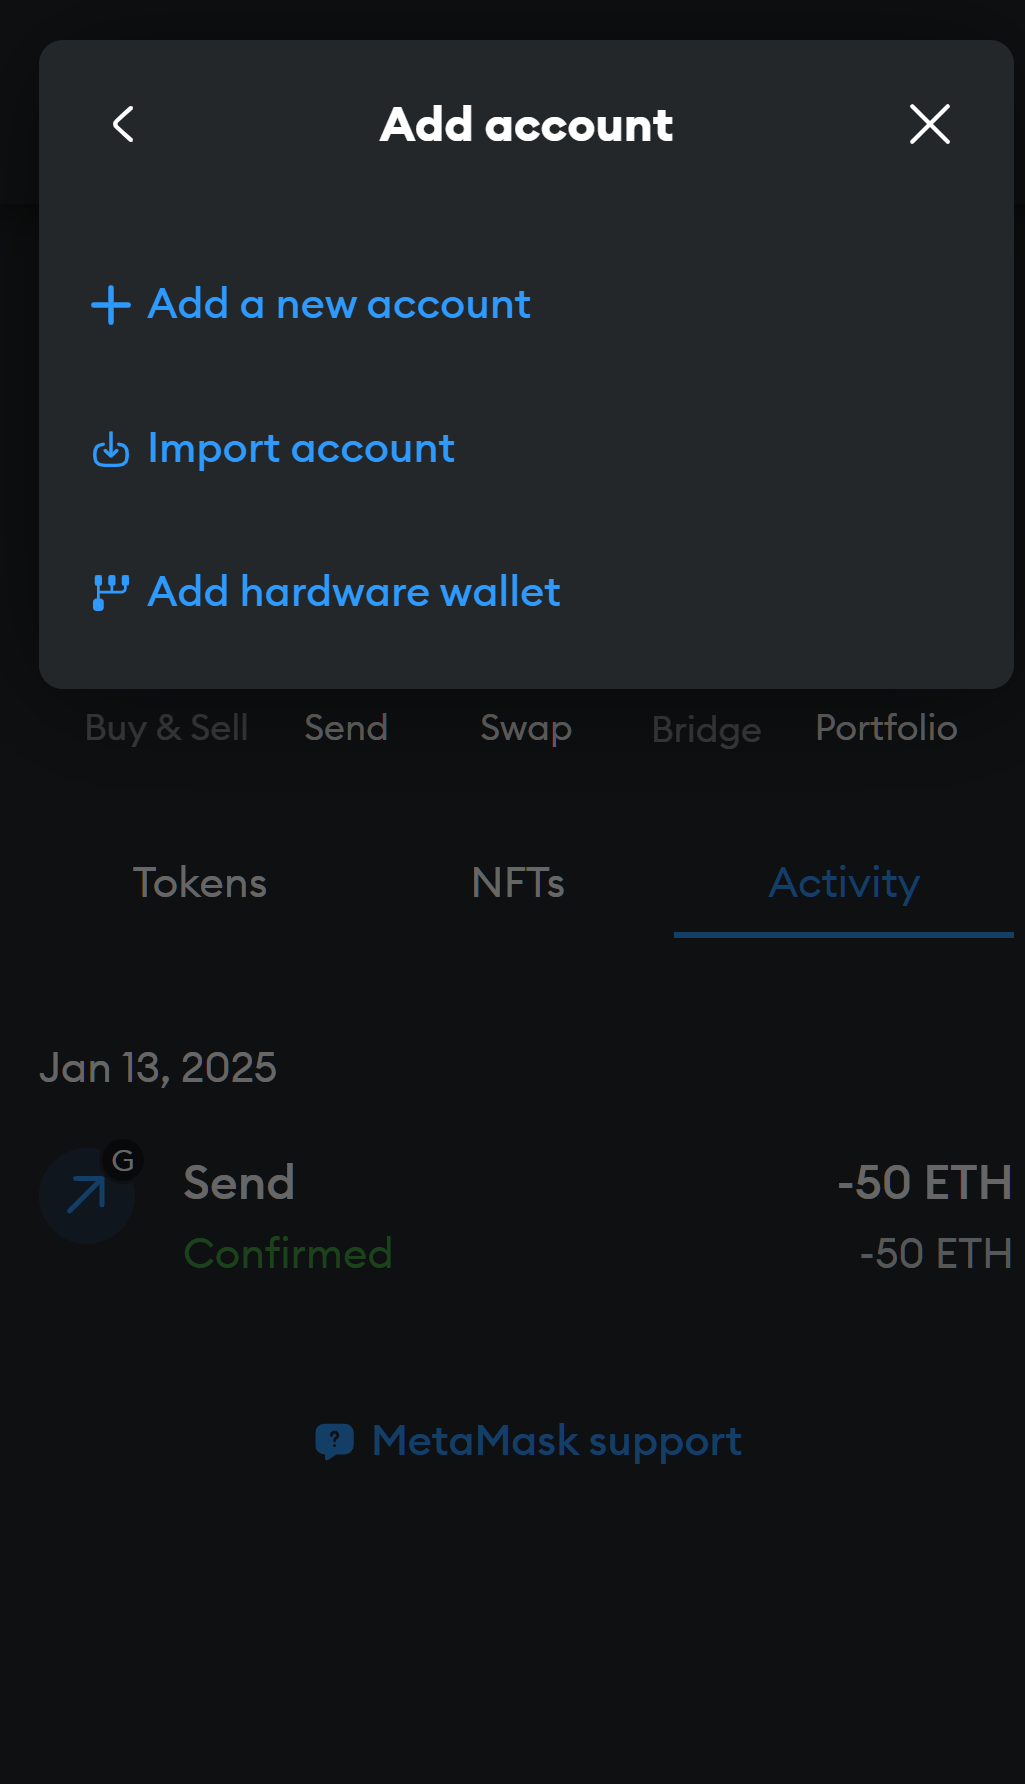 Add account
Add a new account
Import account
Add hardware wallet
Buy & Sell Send Swap Bridge Portfolio
Tokens NFTs Activity
Jan 13, 2025
G
Send -50 ETH
Confirmed -50 ETH
? MetaMask support